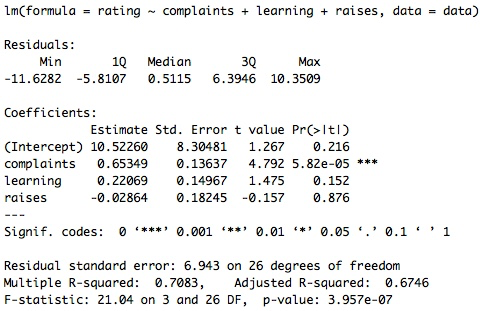 lm(formula = rating ~ complaints + learning + raises, data = data)
Residuals:
Min 1Q Median 3Q Max
-11.6282 -5.8107 0.5115 6.3946 10.3509
Coefficients:
Estimate Std. Error t value Pr(>|t|)
(Intercept) 10.52260 8.30481 1.267 0.216
complaints 0.65349 0.13637 4.792 5.82e-05 ***
learning 0.22069 0.14967 1.475 0.152
raises -0.02864 0.18245 -0.157 0.876
---
Signif. codes: 0 ‘***’ 0.001 ‘**’ 0.01 ‘*’ 0.05 ‘.’ 0.1 ‘ ’ 1
Residual standard error: 6.943 on 26 degrees of freedom
Multiple R-squared: 0.7083, Adjusted R-squared: 0.6746
F-statistic: 21.04 on 3 and 26 DF, p-value: 3.957e-07